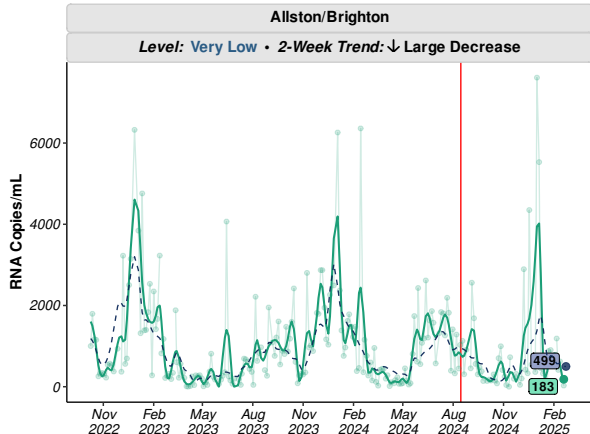 Allston/Brighton
Level: Very Low • 2-Week Trend: ↓ Large Decrease
RNA Copies/mL
6000
4000
2000
0
499
183
Nov 2022
Feb 2023
May 2023
Aug 2023
Nov 2023
Feb 2024
May 2024
Aug 2024
Nov 2024
Feb 2025